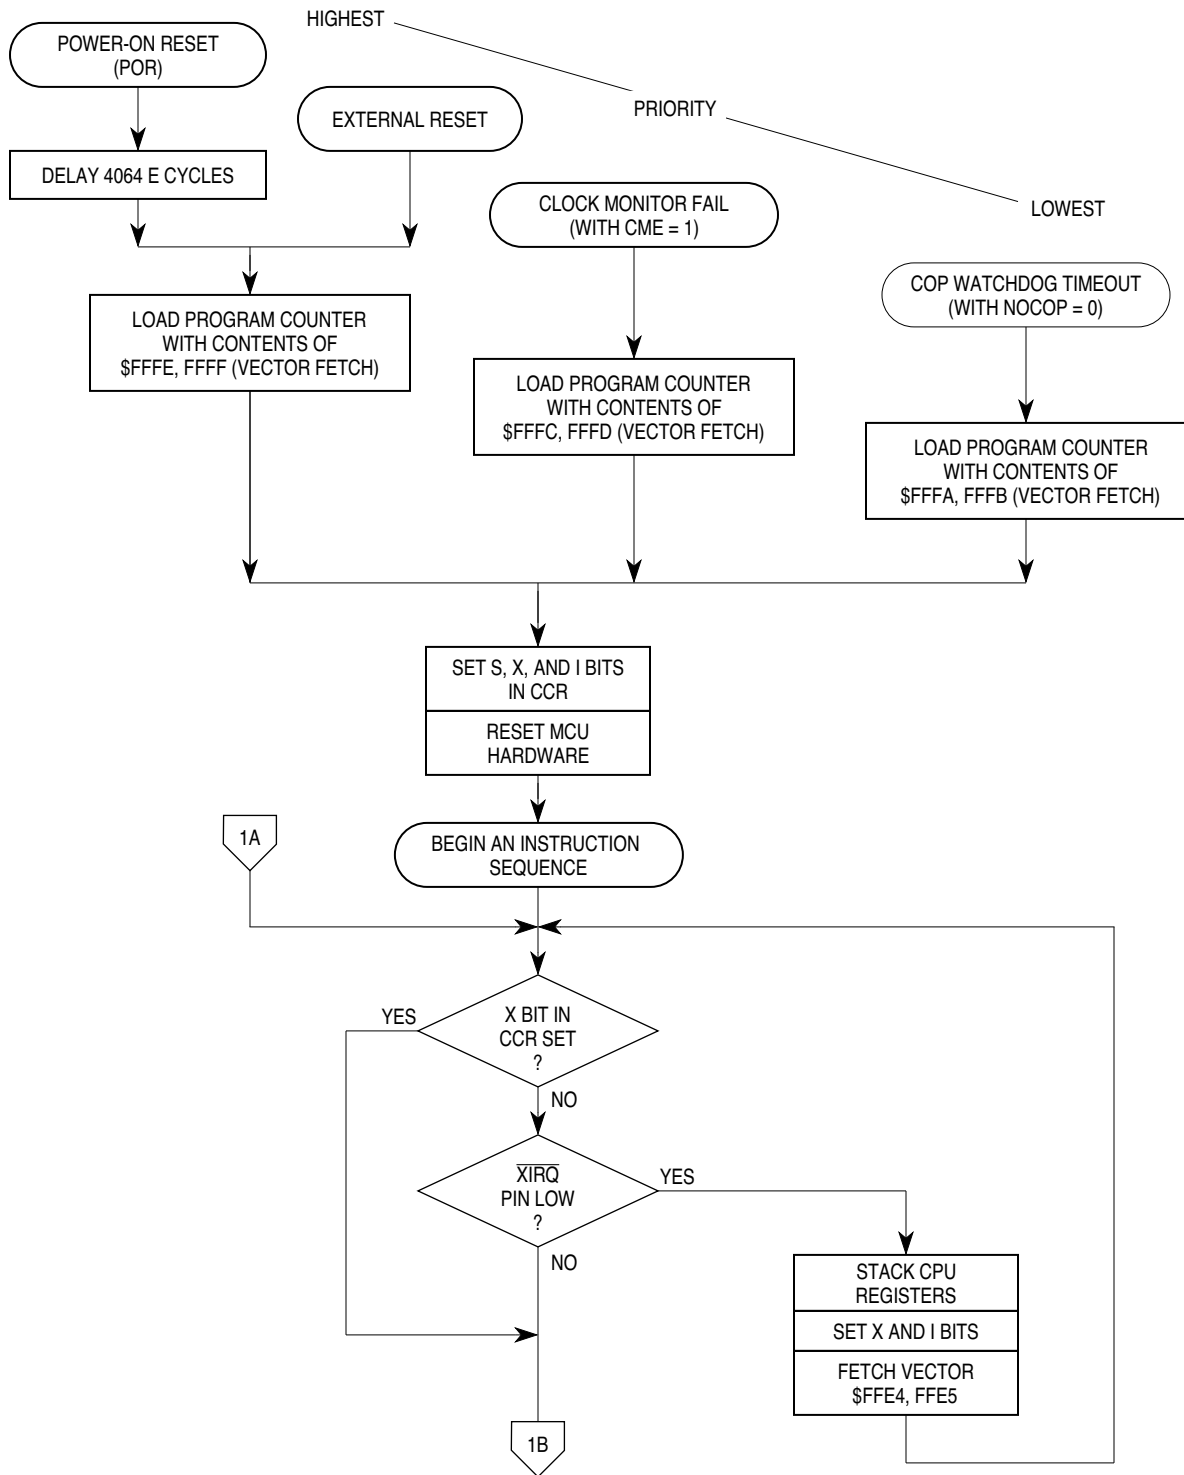 HIGHEST
POWER-ON RESET
(POR)
EXTERNAL RESET
PRIORITY
DELAY 4064 E CYCLES
CLOCK MONITOR FAIL
(WITH CME = 1)
LOWEST
COP WATCHDOG TIMEOUT
(WITH NOCOP = 0)
LOAD PROGRAM COUNTER
WITH CONTENTS OF
$FFFE, FFFF (VECTOR FETCH)
LOAD PROGRAM COUNTER
WITH CONTENTS OF
$FFFC, FFFD (VECTOR FETCH)
LOAD PROGRAM COUNTER
WITH CONTENTS OF
$FFFA, FFFB (VECTOR FETCH)
SET S, X, AND I BITS
IN CCR
RESET MCU
HARDWARE
1A
BEGIN AN INSTRUCTION
SEQUENCE
YES
X BIT IN
CCR SET
?
NO
XIRQ
PIN LOW
?
YES
NO
STACK CPU
REGISTERS
SET X AND I BITS
FETCH VECTOR
$FFE4, FFE5
1B